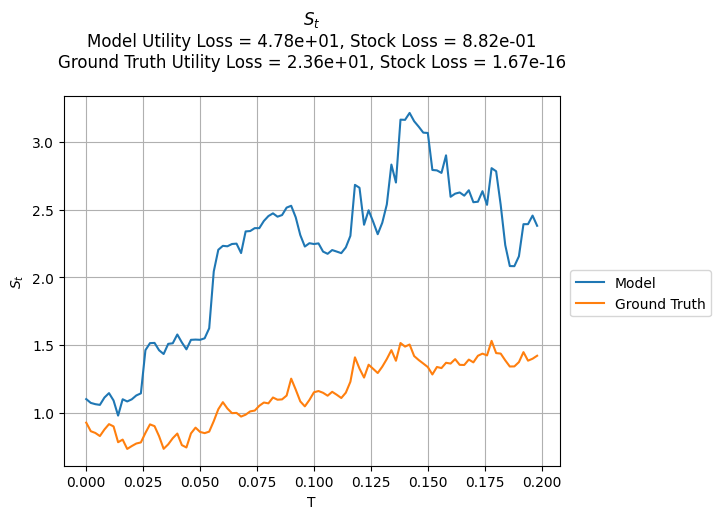 S_t
Model Utility Loss = 4.78e+01, Stock Loss = 8.82e-01
Ground Truth Utility Loss = 2.36e+01, Stock Loss = 1.67e-16
3.0
2.5
2.0
1.5
1.0
S_t
0.000 0.025 0.050 0.075 0.100 0.125 0.150 0.175 0.200
T
Model
Ground Truth